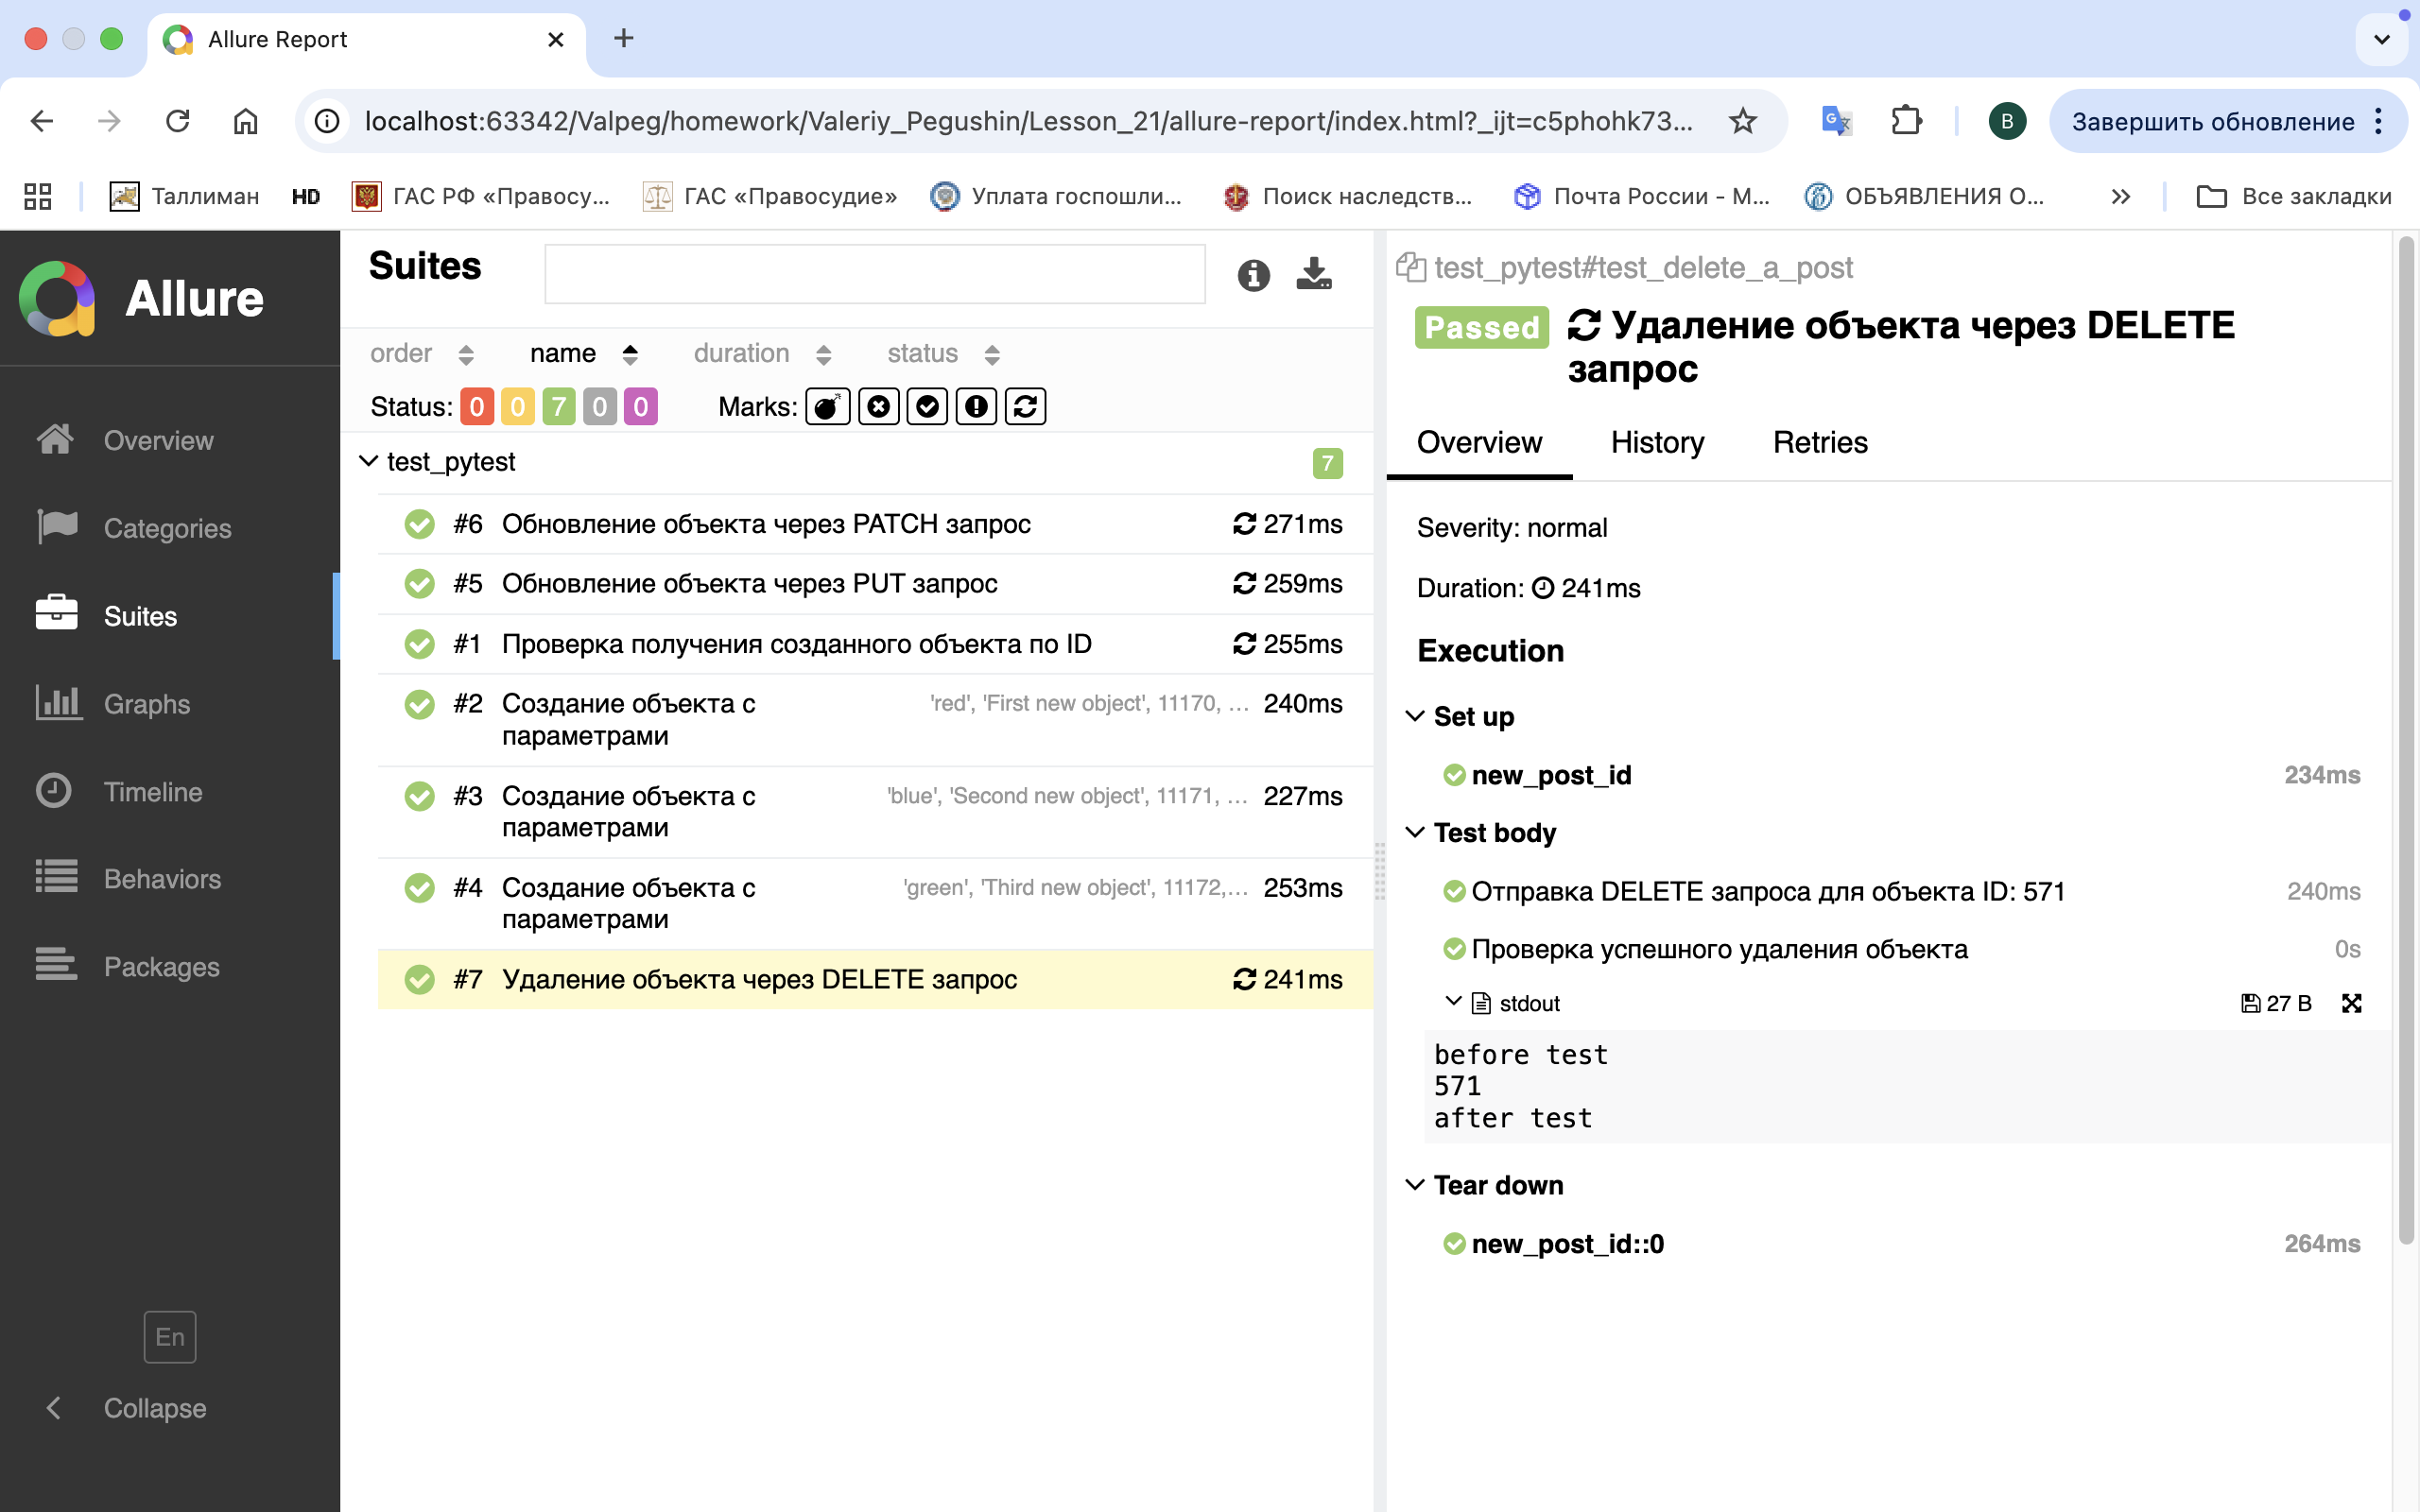 Allure Report
localhost:63342/Valpeg/homework/Valeriy_Pegushin/Lesson_21/allure-report/index.html?_ijt=c5phohk73...
B
Завершить обновление
Таллиман
HD
ГАС РФ «Правосу...
ГАС «Правосудие»
Уплата госпошли...
Поиск наследств...
Почта России - М...
ОБЪЯВЛЕНИЯ О...
Все закладки
Allure
Overview
Categories
Suites
Graphs
Timeline
Behaviors
Packages
En
Collapse
Suites
order name duration status
Status: 0 0 7 0 0 Marks:
test_pytest 7
#6 Обновление объекта через PATCH запрос 271ms
#5 Обновление объекта через PUT запрос 259ms
#1 Проверка получения созданного объекта по ID 255ms
#2 Создание объекта с 'red', 'First new object', 11170, ... 240ms
параметрами
#3 Создание объекта с 'blue', 'Second new object', 11171, ... 227ms
параметрами
#4 Создание объекта с 'green', 'Third new object', 11172,... 253ms
параметрами
#7 Удаление объекта через DELETE запрос 241ms
test_pytest#test_delete_a_post
Passed Удаление объекта через DELETE
запрос
Overview History Retries
Severity: normal
Duration: 241ms
Execution
Set up
new_post_id 234ms
Test body
Отправка DELETE запроса для объекта ID: 571 240ms
Проверка успешного удаления объекта 0s
stdout 27 B
before test
571
after test
Tear down
new_post_id::0 264ms